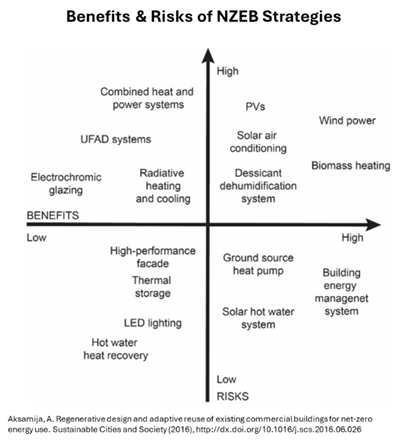 Benefits & Risks of NZEB Strategies
High
Combined heat and
power systems
PVs
Wind power
UFAD systems
Solar air
conditioning
Biomass heating
Electrochromic
glazing
Radiative
heating
and cooling
Dessicant
dehumidification
system
BENEFITS
Low
High
High-performance
facade
Ground source
heat pump
Thermal
storage
Building
energy
managenet
system
LED lighting
Solar hot water
system
Hot water
heat recovery
Low
RISKS
Aksamija, A. Regenerative design and adaptive reuse of existing commercial buildings for net-zero
energy use. Sustainable Cities and Society (2016), http://dx.doi.org/10.1016/j.scs.2016.06.026